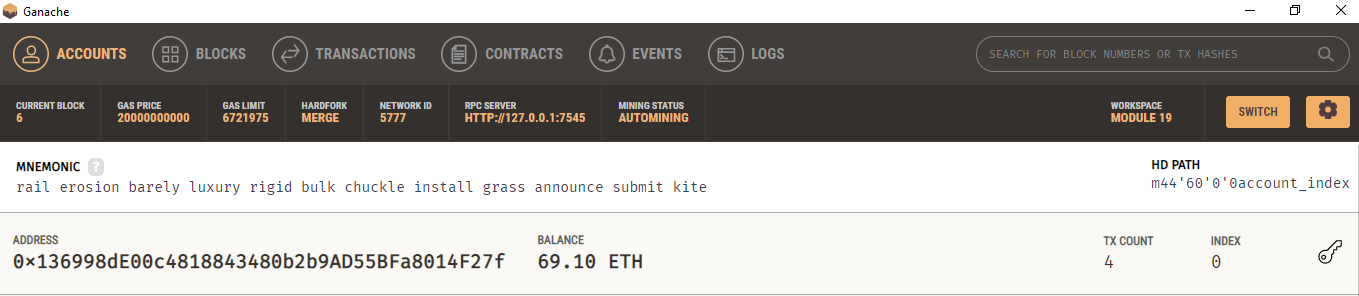 Ganache
ACCOUNTS BLOCKS TRANSACTIONS CONTRACTS EVENTS LOGS SEARCH FOR BLOCK NUMBERS OR TX HASHES
CURRENT BLOCK GAS PRICE GAS LIMIT HARDFORK NETWORK ID RPC SERVER MINING STATUS WORKSPACE
6 20000000000 6721975 MERGE 5777 HTTP://127.0.0.1:7545 AUTOMINING MODULE 19 SWITCH
MNEMONIC ? HD PATH
rail erosion barely luxury rigid bulk chuckle install grass announce submit kite m44'60'0'0account_index
ADDRESS BALANCE TX COUNT INDEX
0×136998dE00c4818843480b2b9AD55BFa8014F27f 69.10 ETH 4 0